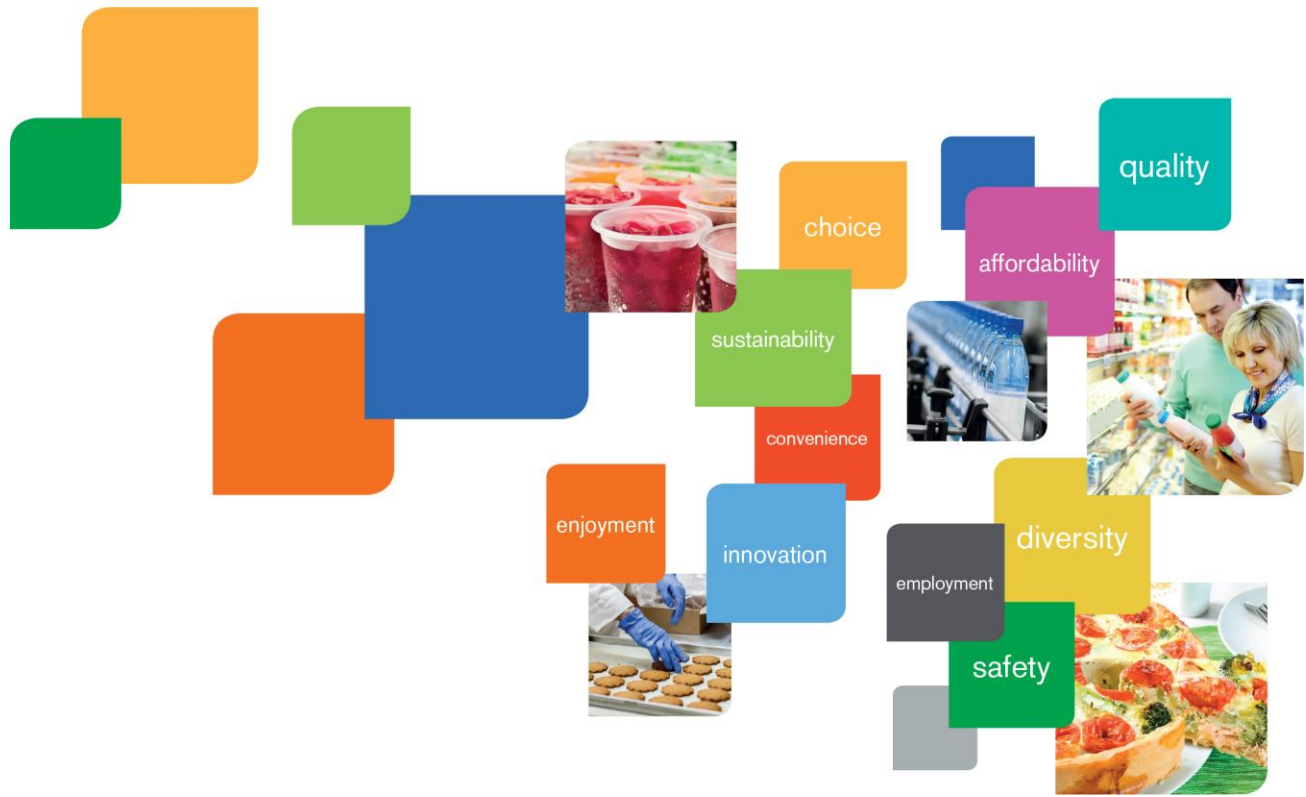 quality
choice
affordability
sustainability
convenience
enjoyment
innovation
diversity
employment
safety